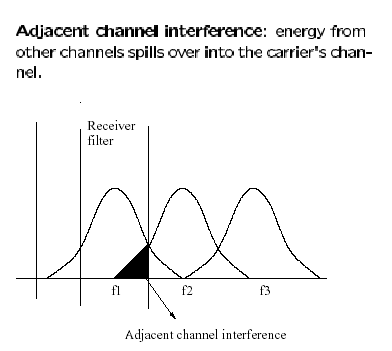 Adjacent channel interference: energy from
other channels spills over into the carrier's chan-
nel.
Receiver
filter
f1 f2 f3
Adjacent channel interference